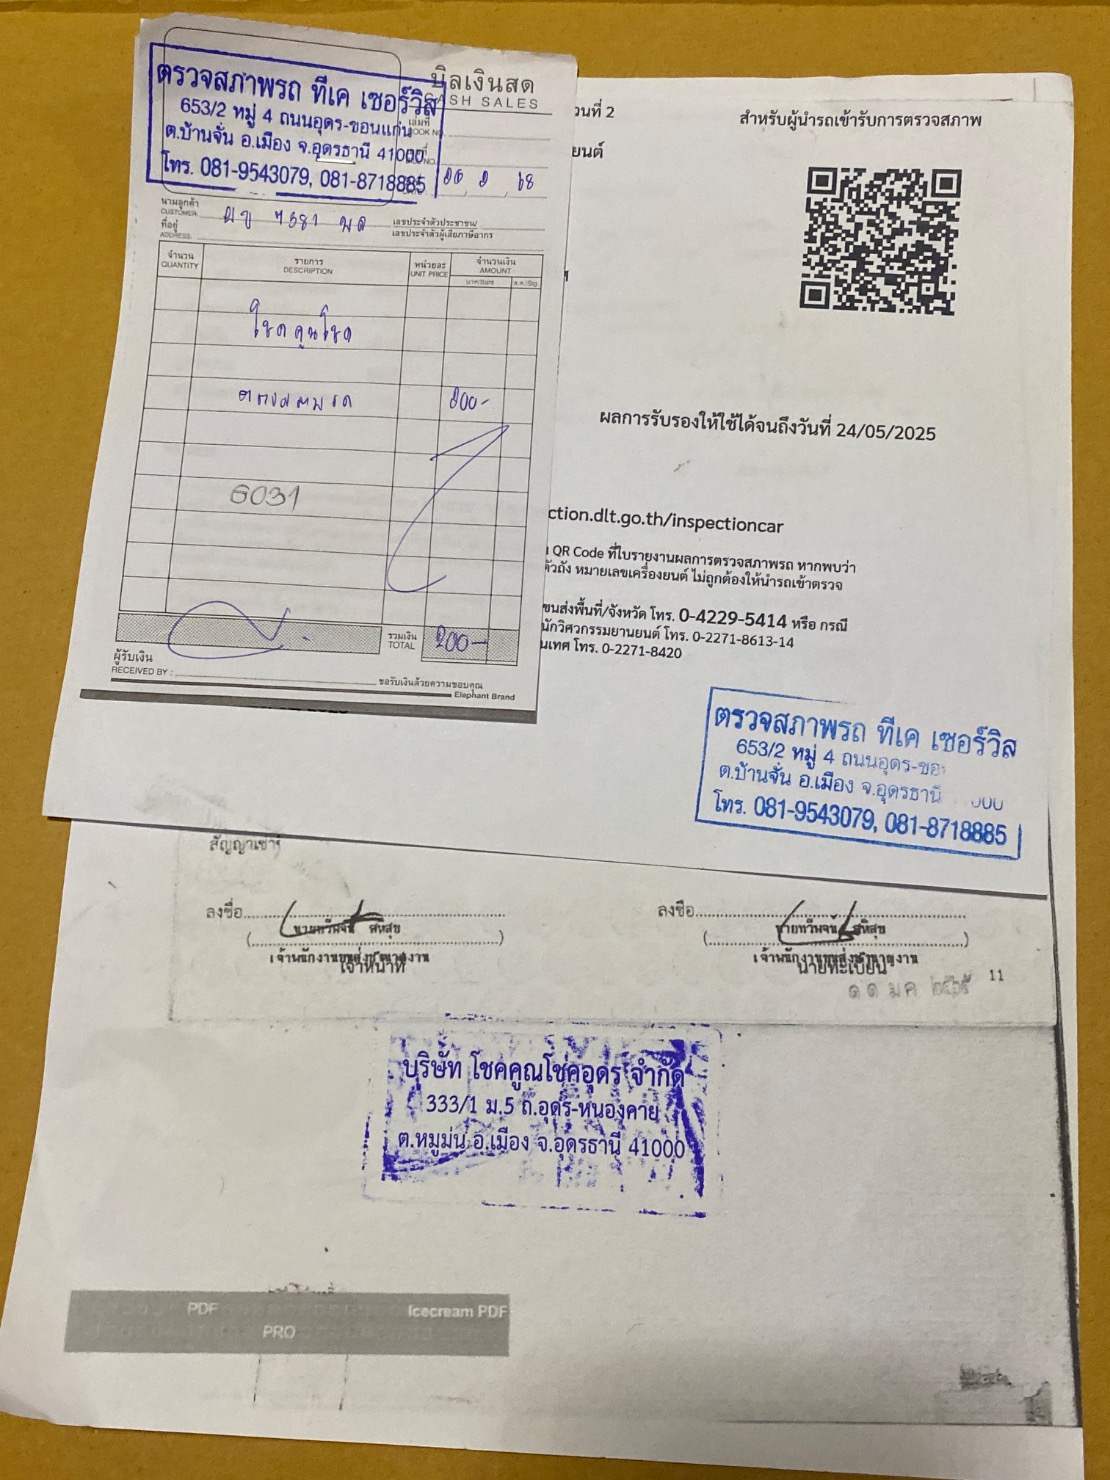 บิลเงินสด
CASH SALES
ตรวจสภาพรถ ทีเค เซอร์วิส
653/2 หมู่ 4 ถนนอุดร-ขอนแก่น
ต.บ้านจั่น อ.เมือง จ.อุดรธานี 41000
โทร. 081-9543079, 081-8718885
เล่มที่
BOOK NO.
นามลูกค้า
CUSTOMER
ที่อยู่
ADDRESS
เลขประจำตัวประชาชน/
เลขประจำตัวผู้เสียภาษีอากร
จำนวน รายการ หน่วยละ จำนวนเงิน
QUANTITY DESCRIPTION UNIT PRICE AMOUNT
โชคคูนโชค
ตรวจสภาพรถ 200-
6031
รวมเงิน
TOTAL 200-
ผู้รับเงิน
RECEIVED BY :
ขอรับเงินด้วยความขอบคุณ
Elephant Brand
วนที่ 2
สำหรับผู้นำรถเข้ารับการตรวจสภาพ
ยนต์
ผลการรับรองให้ใช้ได้จนถึงวันที่ 24/05/2025
ction.dlt.go.th/inspectioncar
QR Code ที่ใบรายงานผลการตรวจสภาพรถ หากพบว่า
ตัวถัง หมายเลขเครื่องยนต์ ไม่ถูกต้องให้นำรถเข้าตรวจ
ขนส่งพื้นที่/จังหวัด โทร. 0-4229-5414 หรือ กรณี
นักวิศวกรรมยานยนต์ โทร. 0-2271-8613-14
นเทศ โทร. 0-2271-8420
ตรวจสภาพรถ ทีเค เซอร์วิส
653/2 หมู่ 4 ถนนอุดร-ขอ
ต.บ้านจั่น อ.เมือง จ.อุดรธานี 000
โทร. 081-9543079, 081-8718885
สัญญาเช่า
ลงชื่อ ลงชื่อ
เจ้าหน้าที่ นายทะเบียน
11
บริษัท โชคคูณโชคอุดร จำกัด
333/1 ม.5 ถ.อุดร-หนองคาย
ต.หมูม่น อ.เมือง จ.อุดรธานี 41000
PDF Icecream PDF
PRO